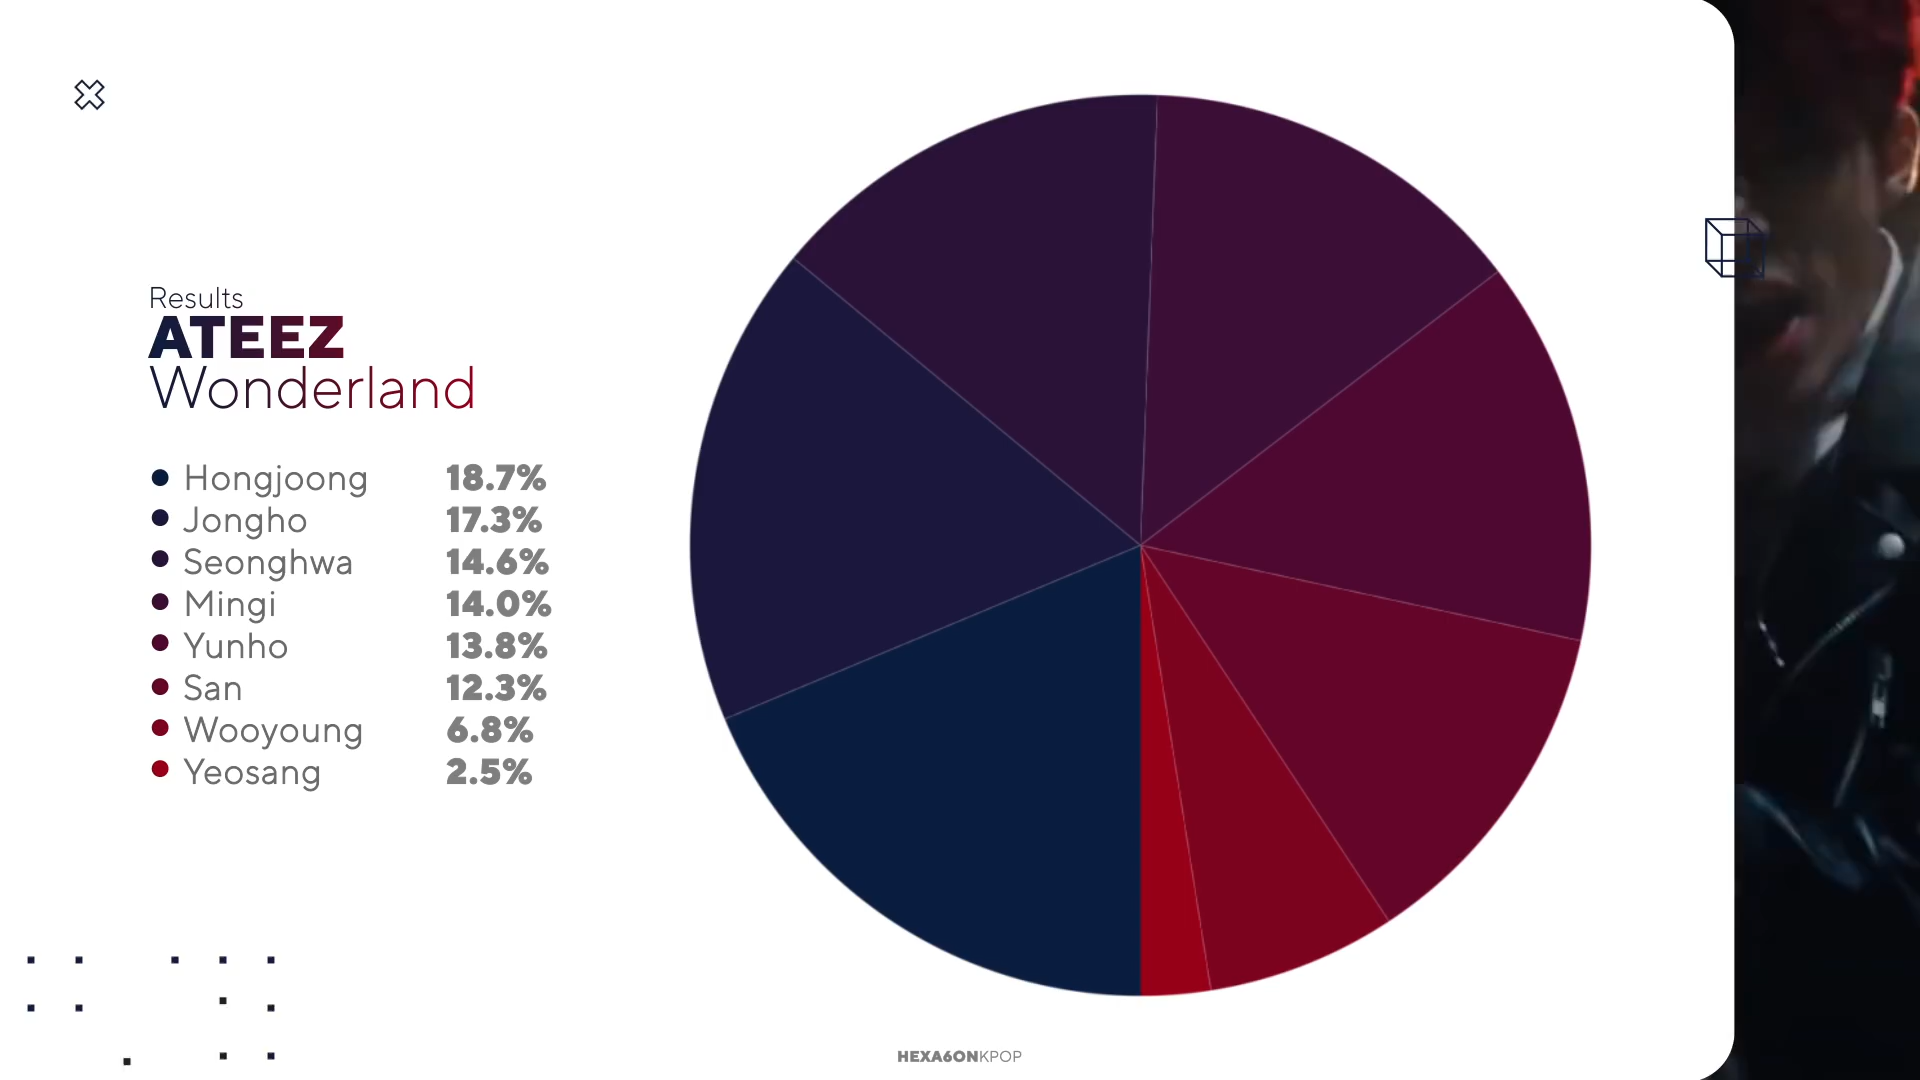 Results
ATEEZ
Wonderland
Hongjoong 18.7%
Jongho 17.3%
Seonghwa 14.6%
Mingi 14.0%
Yunho 13.8%
San 12.3%
Wooyoung 6.8%
Yeosang 2.5%
HEXA6ONKPOP